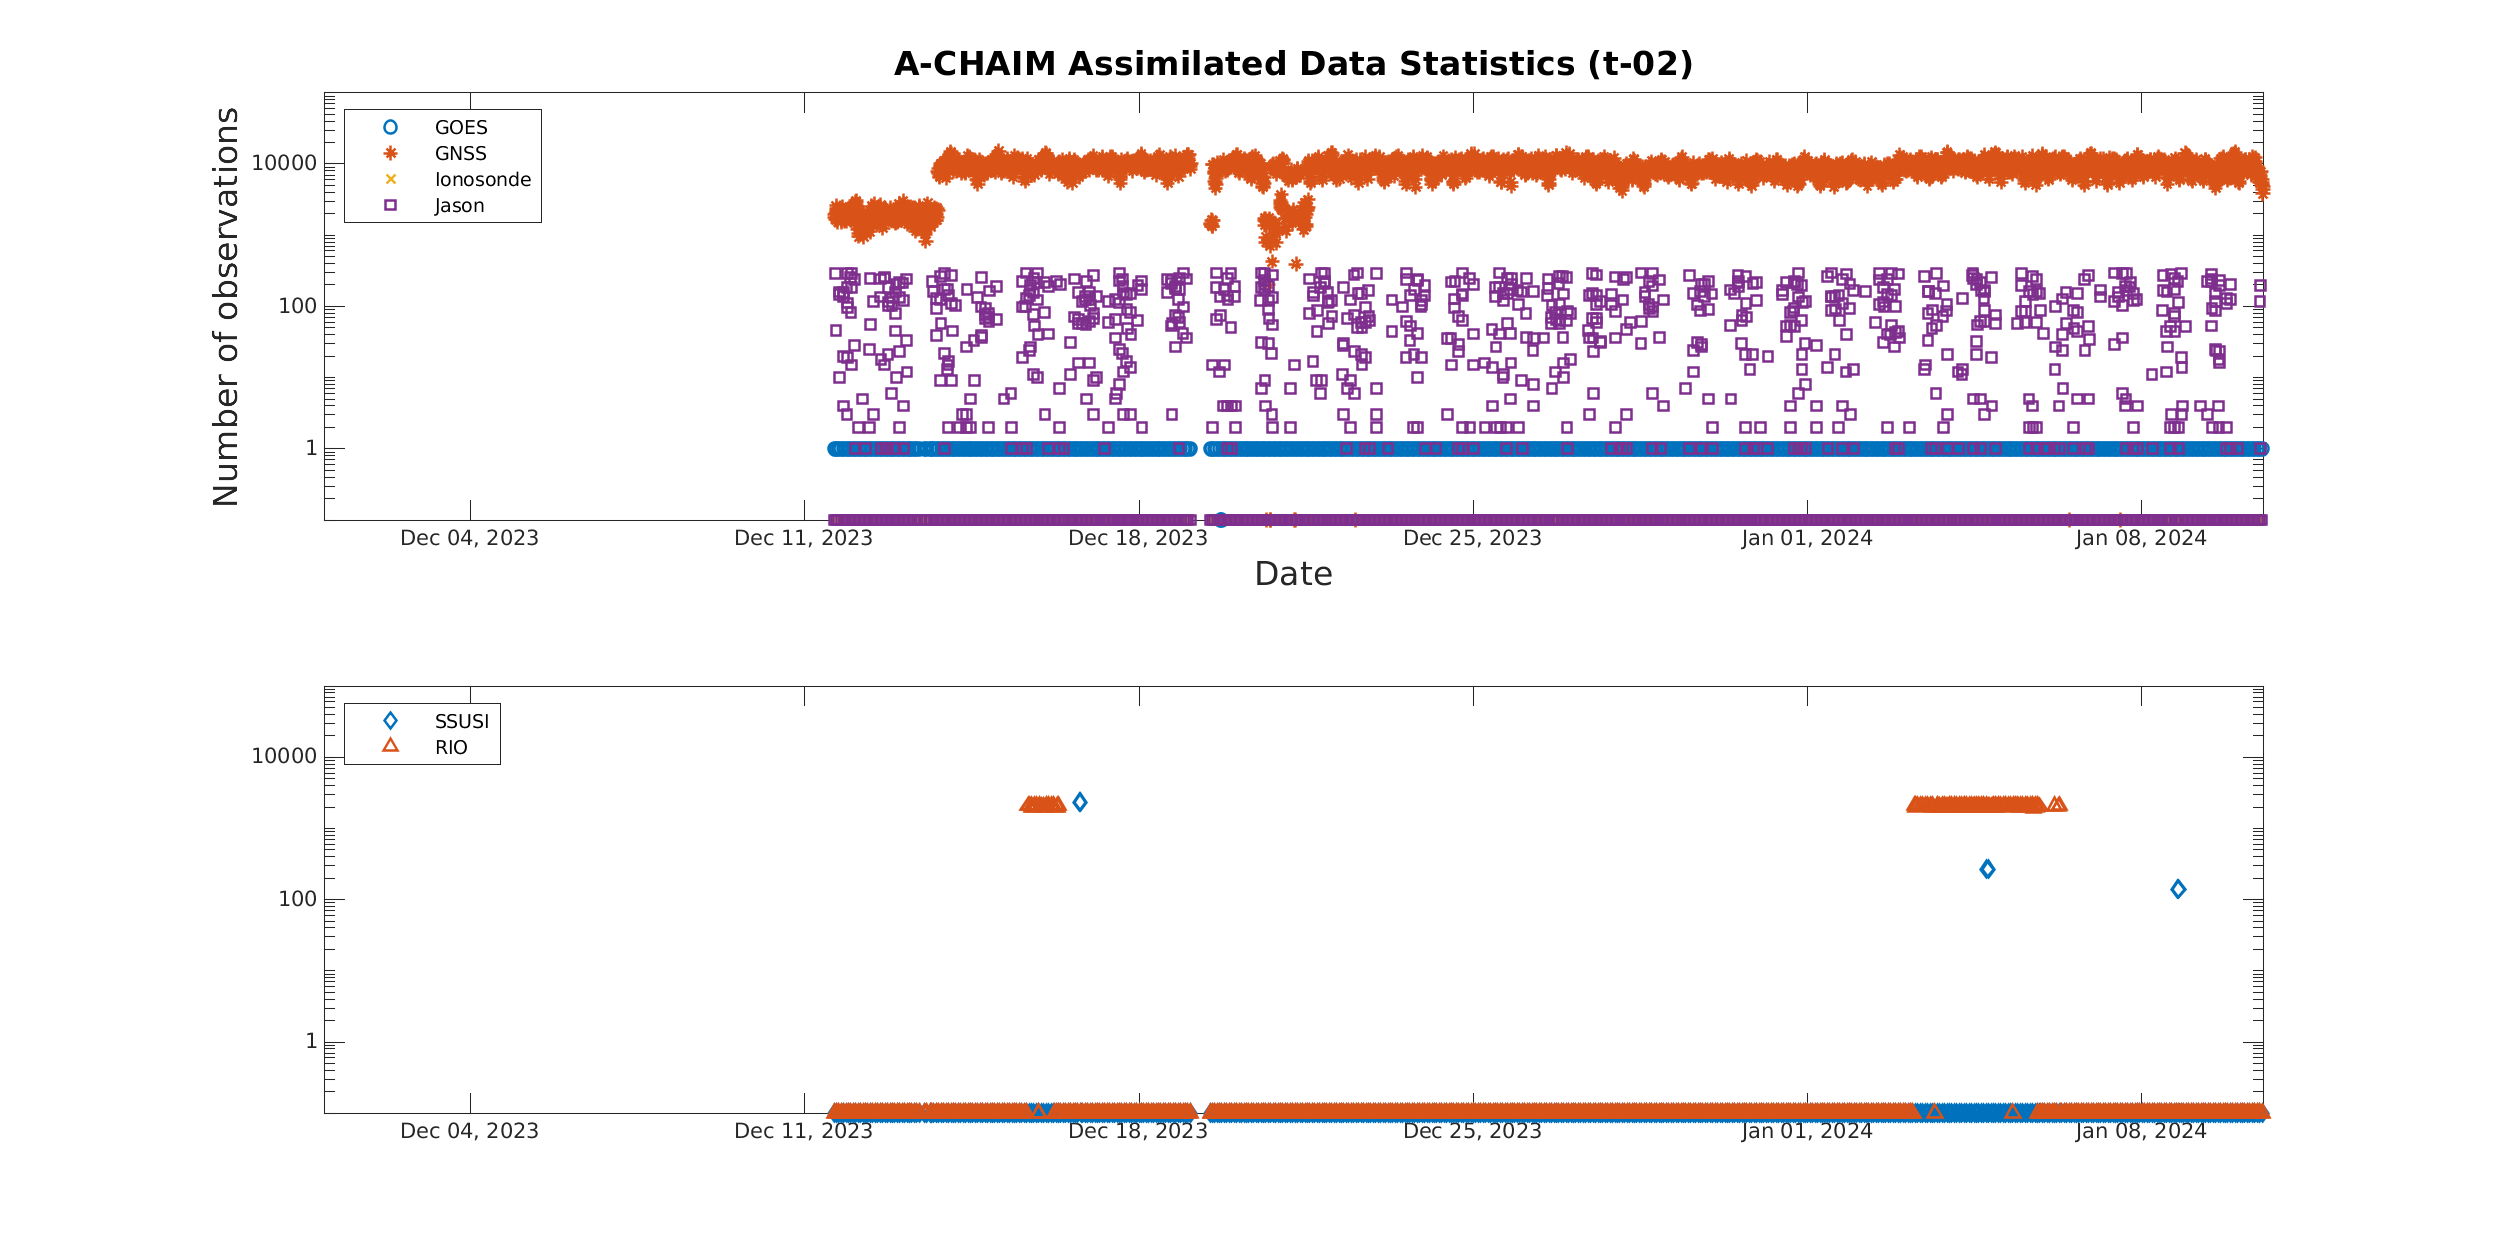 A-CHAIM Assimilated Data Statistics (t-02)
Number of observations
10000
100
1
GOES
GNSS
Ionosonde
Jason
Dec 04, 2023 Dec 11, 2023 Dec 18, 2023 Dec 25, 2023 Jan 01, 2024 Jan 08, 2024
Date
10000
100
1
SSUSI
RIO
Dec 04, 2023 Dec 11, 2023 Dec 18, 2023 Dec 25, 2023 Jan 01, 2024 Jan 08, 2024